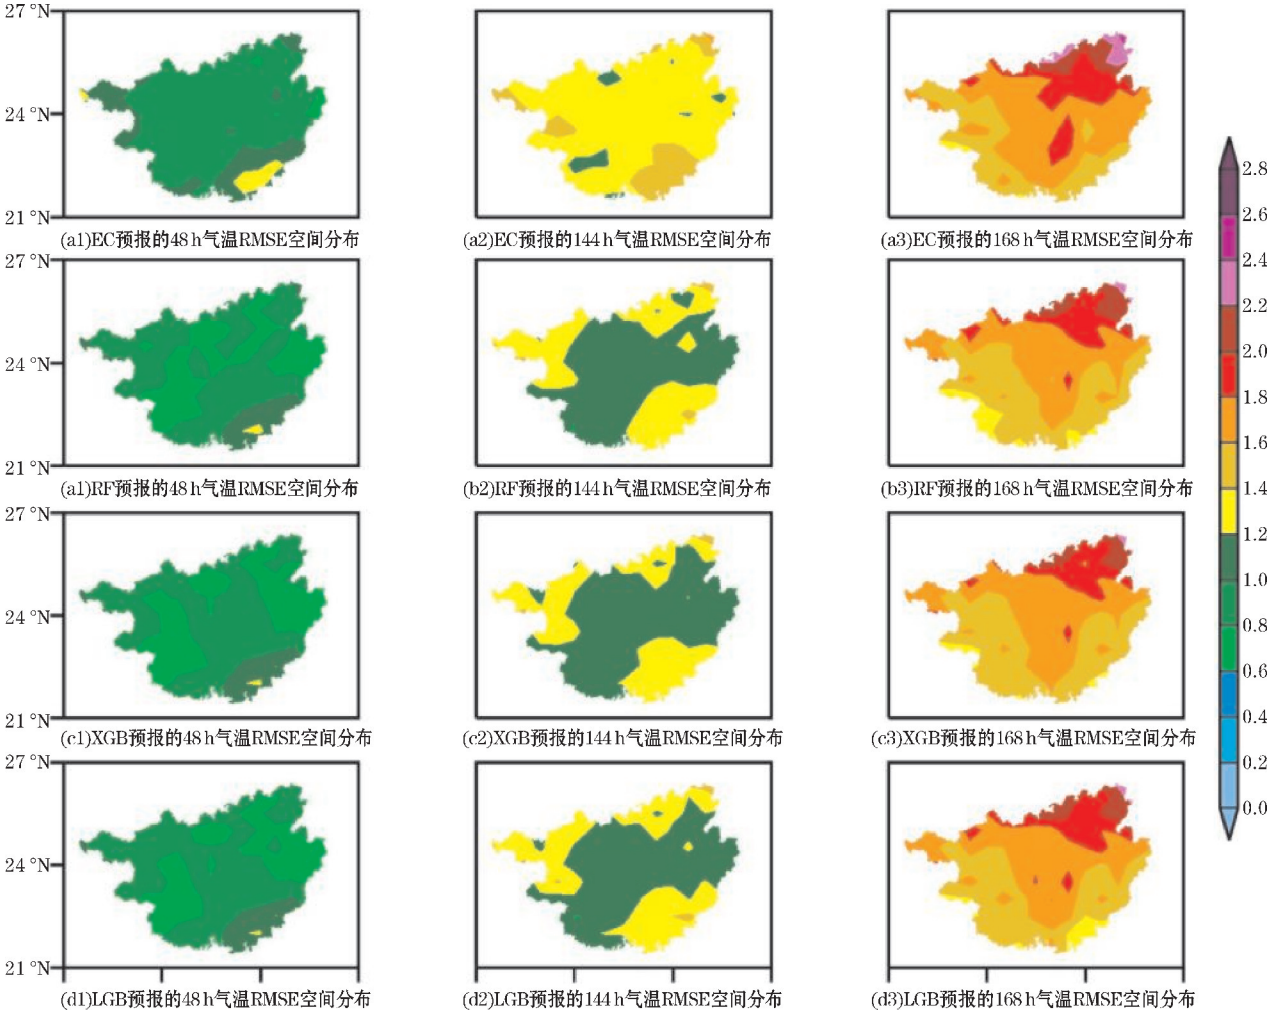 27 °N
24 °N
21 °N
(a1)EC预报的48 h气温RMSE空间分布
(a2)EC预报的144 h气温RMSE空间分布
(a3)EC预报的168 h气温RMSE空间分布
27 °N
24 °N
21 °N
(a1)RF预报的48 h气温RMSE空间分布
(b2)RF预报的144 h气温RMSE空间分布
(b3)RF预报的168 h气温RMSE空间分布
27 °N
24 °N
21 °N
(c1)XGB预报的48 h气温RMSE空间分布
(c2)XGB预报的144 h气温RMSE空间分布
(c3)XGB预报的168 h气温RMSE空间分布
27 °N
24 °N
21 °N
(d1)LGB预报的48 h气温RMSE空间分布
(d2)LGB预报的144 h气温RMSE空间分布
(d3)LGB预报的168 h气温RMSE空间分布
2.8
2.6
2.4
2.2
2.0
1.8
1.6
1.4
1.2
1.0
0.8
0.6
0.4
0.2
0.0